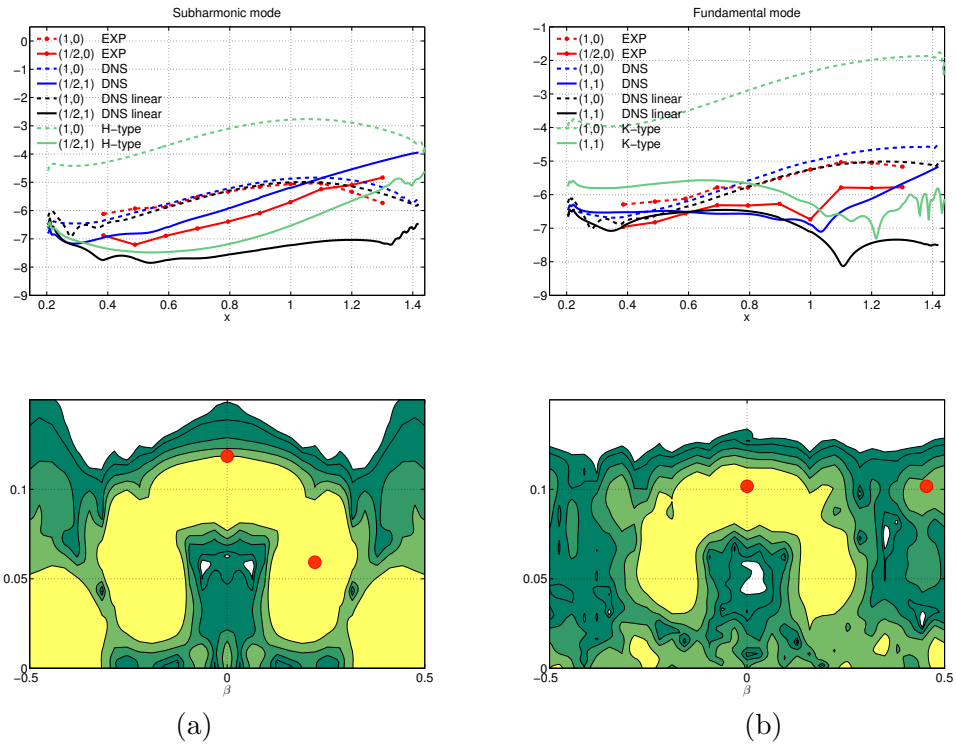 Subharmonic mode
0
−1
−2
−3
−4
−5
−6
−7
−8
−9
(1,0) EXP
(1/2,0) EXP
(1,0) DNS
(1/2,1) DNS
(1,0) DNS linear
(1/2,1) DNS linear
(1,0) H−type
(1/2,1) H−type
0.2 0.4 0.6 0.8 1 1.2 1.4
x
Fundamental mode
−1
−2
−3
−4
−5
−6
−7
−8
−9
(1,0) EXP
(1/2,0) EXP
(1,0) DNS
(1,1) DNS
(1,0) DNS linear
(1,1) DNS linear
(1,0) K−type
(1,1) K−type
0.2 0.4 0.6 0.8 1 1.2 1.4
x
0.1
0.05
0
−0.5 0 0.5
β
(a)
0.1
0.05
0
−0.5 0 0.5
β
(b)